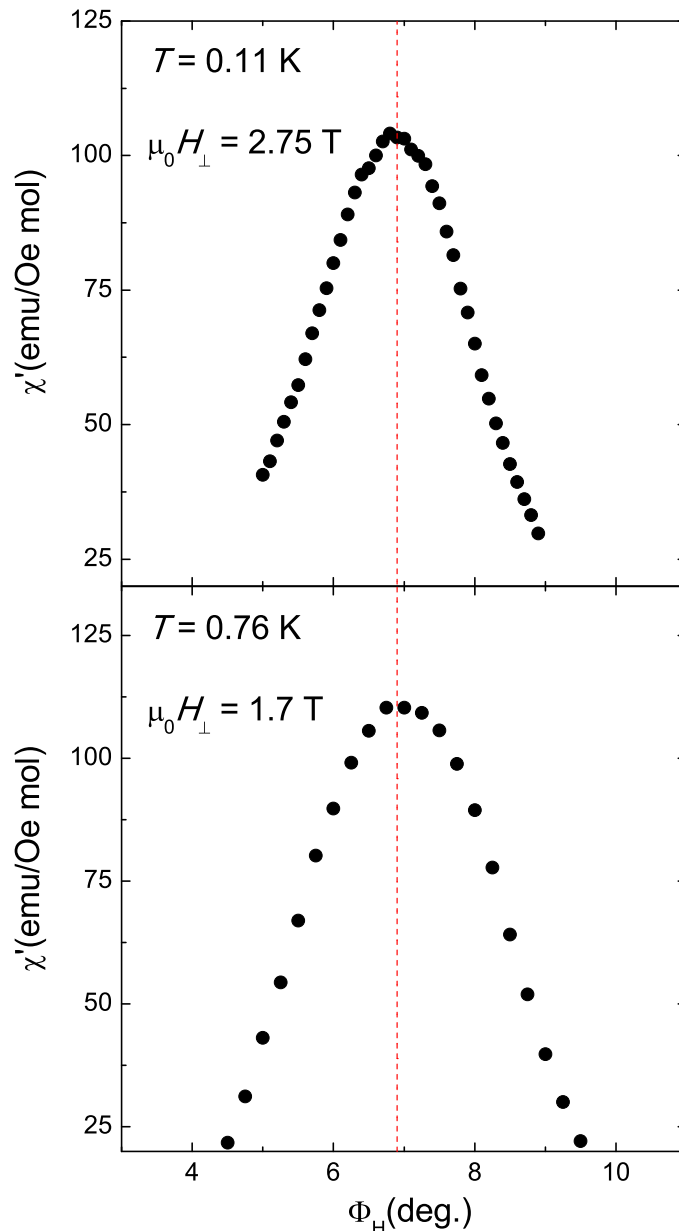 125
T = 0.11 K
μ₀H⊥ = 2.75 T
100
75
50
25
χ'(emu/Oe mol)
T = 0.76 K
125
μ₀H⊥ = 1.7 T
100
75
50
25
χ'(emu/Oe mol)
4 6 8 10
Φ_H(deg.)